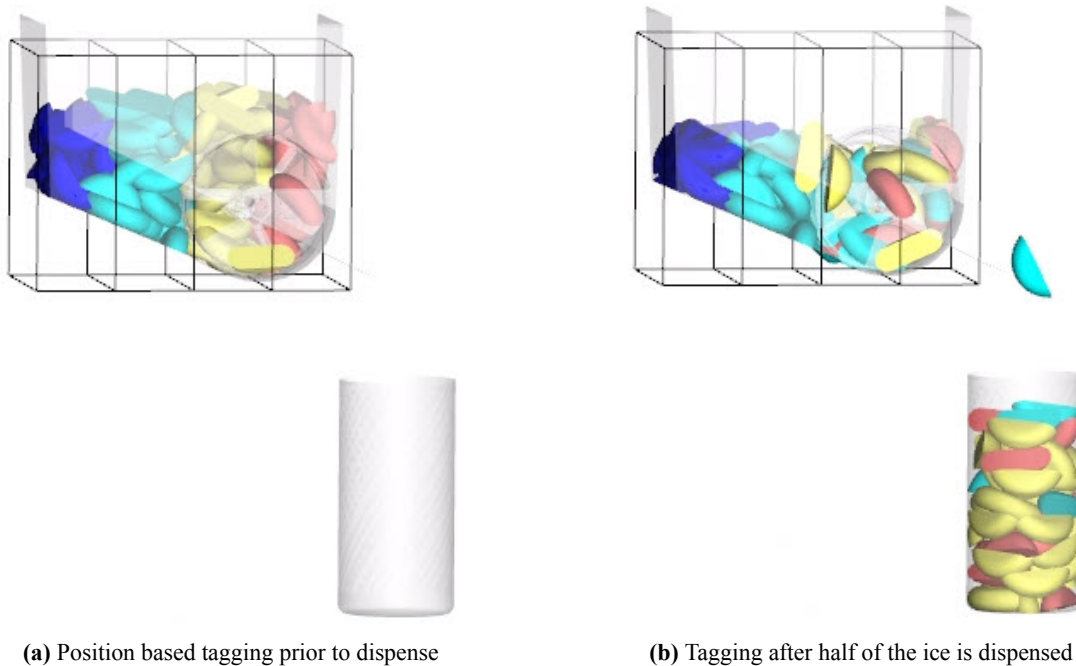 (a) Position based tagging prior to dispense
(b) Tagging after half of the ice is dispensed